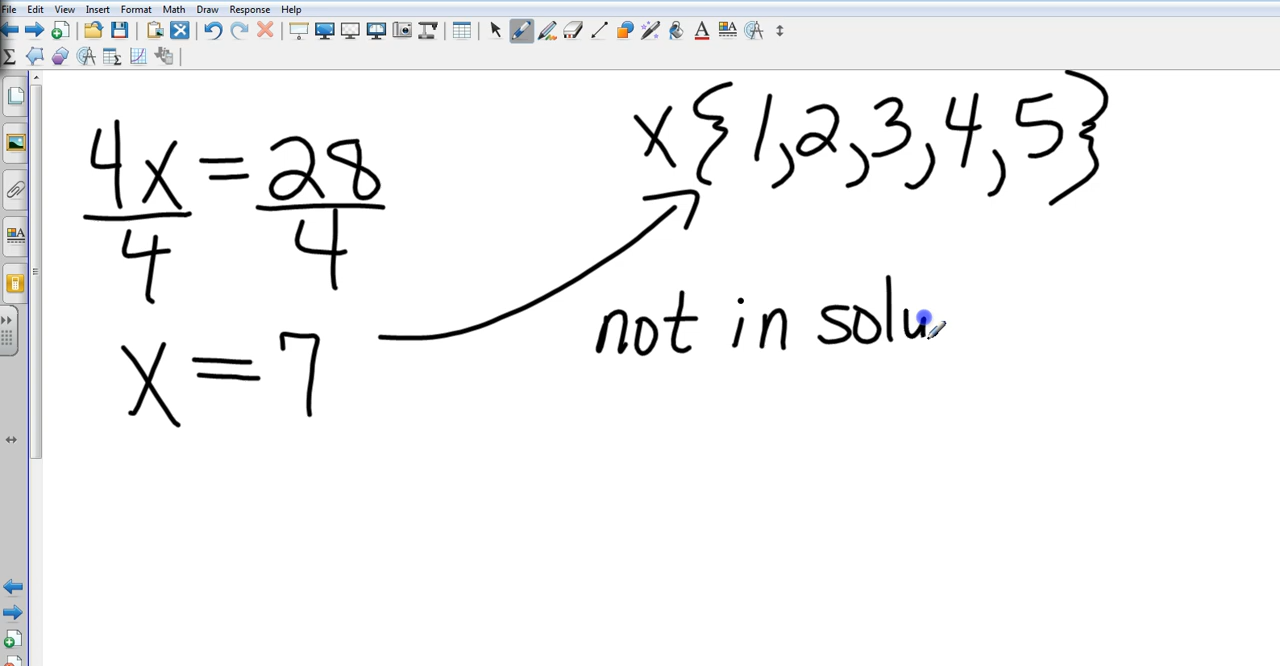 File Edit View Insert Format Math Draw Response Help
4x = 28
4 4
x = 7
x{1,2,3,4,5}
not in solu